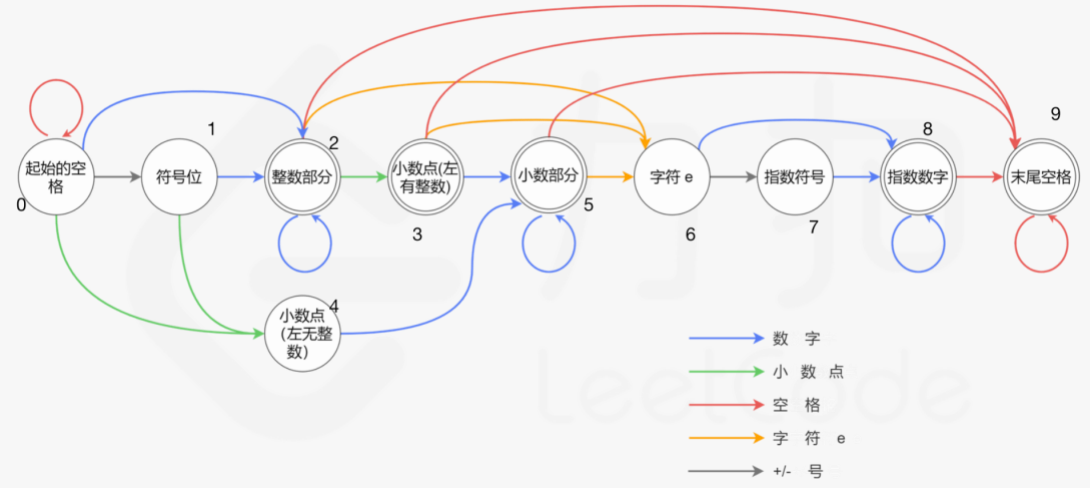 9
1
8
2
起始的空
格
符号位
整数部分
小数点(左
有整数)
小数部分
字符 e
指数符号
指数数字
末尾空格
0
5
3
6
7
4
小数点
(左无整
数)
数 字
小 数 点
空 格
字 符 e
+/- 号
力扣
LeetCode